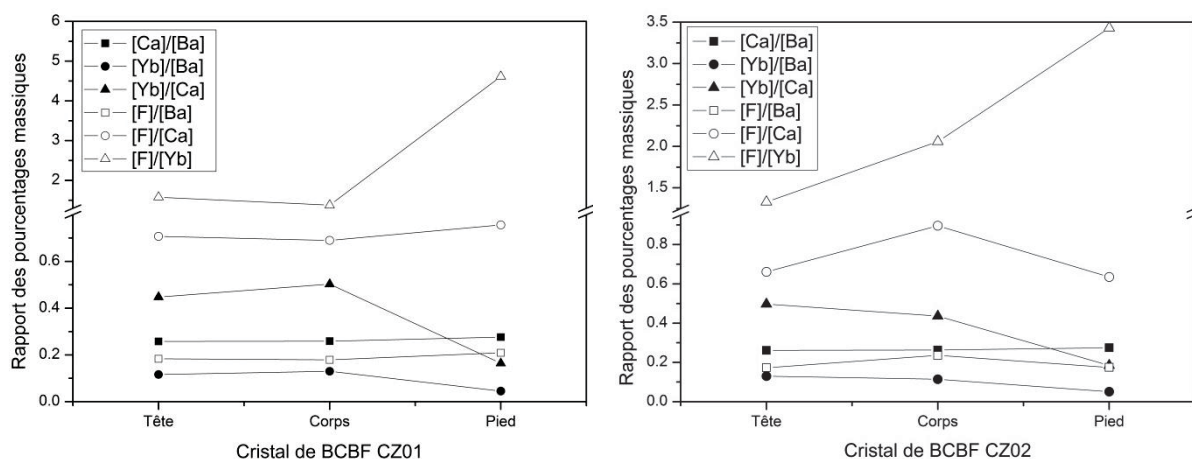 Rapport des pourcentages massiques
6
5
4
3
2
0.6
0.4
0.2
0.0
[Ca]/[Ba]
[Yb]/[Ba]
[Yb]/[Ca]
[F]/[Ba]
[F]/[Ca]
[F]/[Yb]
Tête
Corps
Pied
Cristal de BCBF CZ01
Rapport des pourcentages massiques
3.5
3.0
2.5
2.0
1.5
0.8
0.6
0.4
0.2
0.0
[Ca]/[Ba]
[Yb]/[Ba]
[Yb]/[Ca]
[F]/[Ba]
[F]/[Ca]
[F]/[Yb]
Tête
Corps
Pied
Cristal de BCBF CZ02